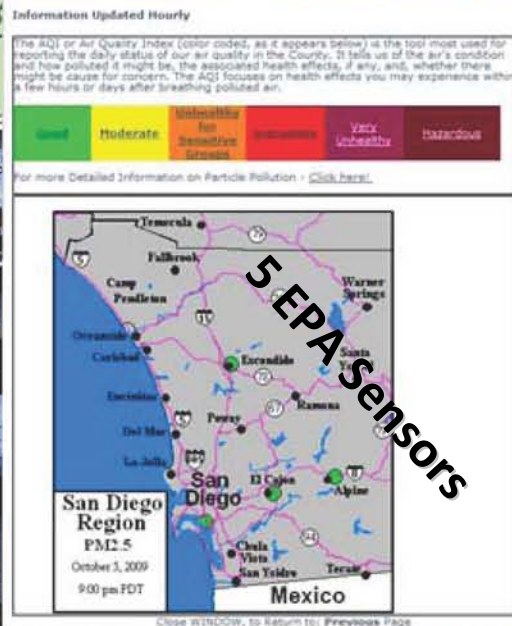 Information Updated Hourly
The AQI or Air Quality Index (color coded, as it appears below) is the tool most used for
reporting the daily status of our air quality in the County. It tells us of the air's condition
and how polluted it might be, the associated health effects, if any, and, whether there
might be cause for concern. The AQI focuses on health effects you may experience within
a few hours or days after breathing polluted air.
Good
Moderate
Unhealthy
for
Sensitive
Groups
Unhealthy
Very
Unhealthy
Hazardous
For more Detailed Information on Particle Pollution - Click here!
5 EPA Sensors
Temecula
79
5
Fallbrook
Camp
Pendleton
Warner
Springs
15
Oceanside
Carlsbad
Escondido
Santa
Encinitas
Ramona
67
5
Poway
Del Mar
La Jolla
El Cajon
8
Alpine
San
Diego
94
Chula
Vista
San Ysidro
Tecate
Mexico
San Diego
Region
PM2.5
October 3, 2009
9:00 pm PDT
Close WINDOW, to Return to: Previous Page